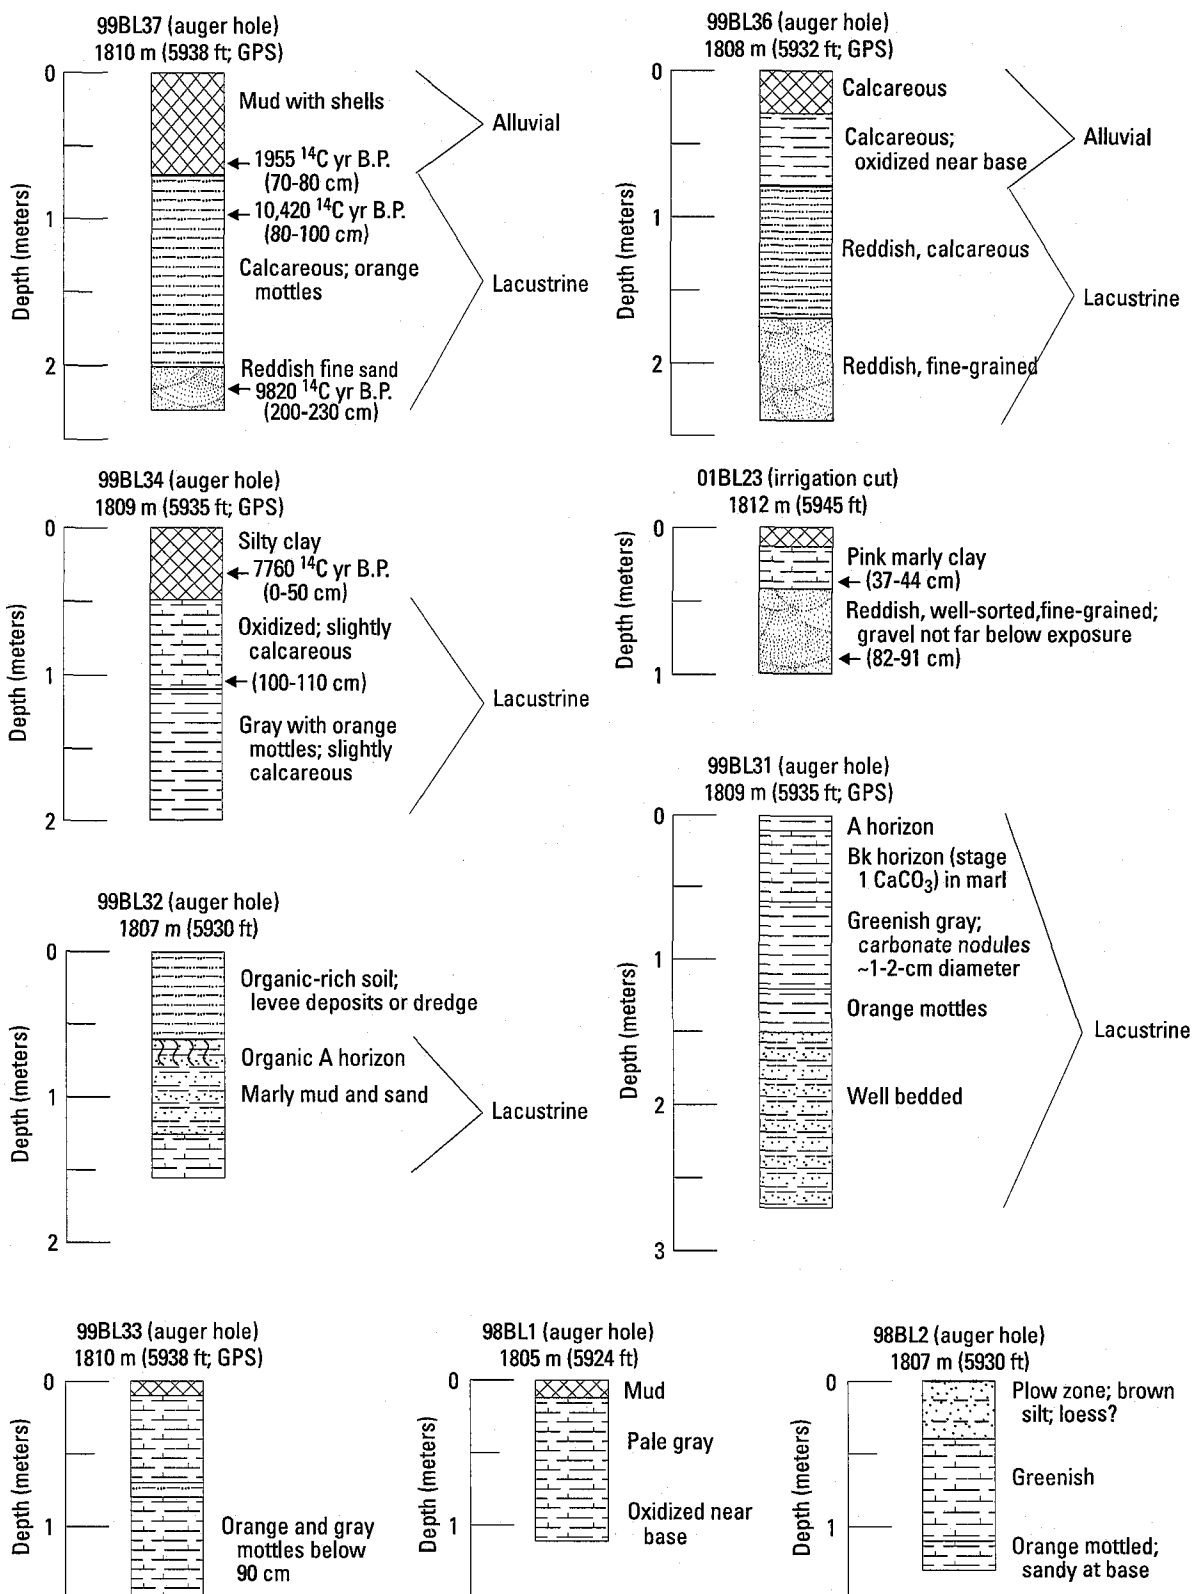 99BL37 (auger hole)
1810 m (5938 ft; GPS)
0
1
2
Depth (meters)
Mud with shells
1955 ¹⁴C yr B.P.
(70-80 cm)
10,420 ¹⁴C yr B.P.
(80-100 cm)
Calcareous; orange
mottles
Reddish fine sand
9820 ¹⁴C yr B.P.
(200-230 cm)
Alluvial
Lacustrine
99BL36 (auger hole)
1808 m (5932 ft; GPS)
0
1
2
Depth (meters)
Calcareous
Calcareous;
oxidized near base
Reddish, calcareous
Reddish, fine-grained
Alluvial
Lacustrine
99BL34 (auger hole)
1809 m (5935 ft; GPS)
0
1
2
Depth (meters)
Silty clay
7760 ¹⁴C yr B.P.
(0-50 cm)
Oxidized; slightly
calcareous
(100-110 cm)
Gray with orange
mottles; slightly
calcareous
Lacustrine
01BL23 (irrigation cut)
1812 m (5945 ft)
0
1
Depth (meters)
Pink marly clay
(37-44 cm)
Reddish, well-sorted,fine-grained;
gravel not far below exposure
(82-91 cm)
99BL31 (auger hole)
1809 m (5935 ft; GPS)
0
1
2
3
Depth (meters)
A horizon
Bk horizon (stage
1 CaCO₃) in marl
Greenish gray;
carbonate nodules
~1-2-cm diameter
Orange mottles
Well bedded
Lacustrine
99BL32 (auger hole)
1807 m (5930 ft)
0
1
2
Depth (meters)
Organic-rich soil;
levee deposits or dredge
Organic A horizon
Marly mud and sand
Lacustrine
99BL33 (auger hole)
1810 m (5938 ft; GPS)
0
1
Depth (meters)
Orange and gray
mottles below
90 cm
98BL1 (auger hole)
1805 m (5924 ft)
0
1
Depth (meters)
Mud
Pale gray
Oxidized near
base
98BL2 (auger hole)
1807 m (5930 ft)
0
1
Depth (meters)
Plow zone; brown
silt; loess?
Greenish
Orange mottled;
sandy at base